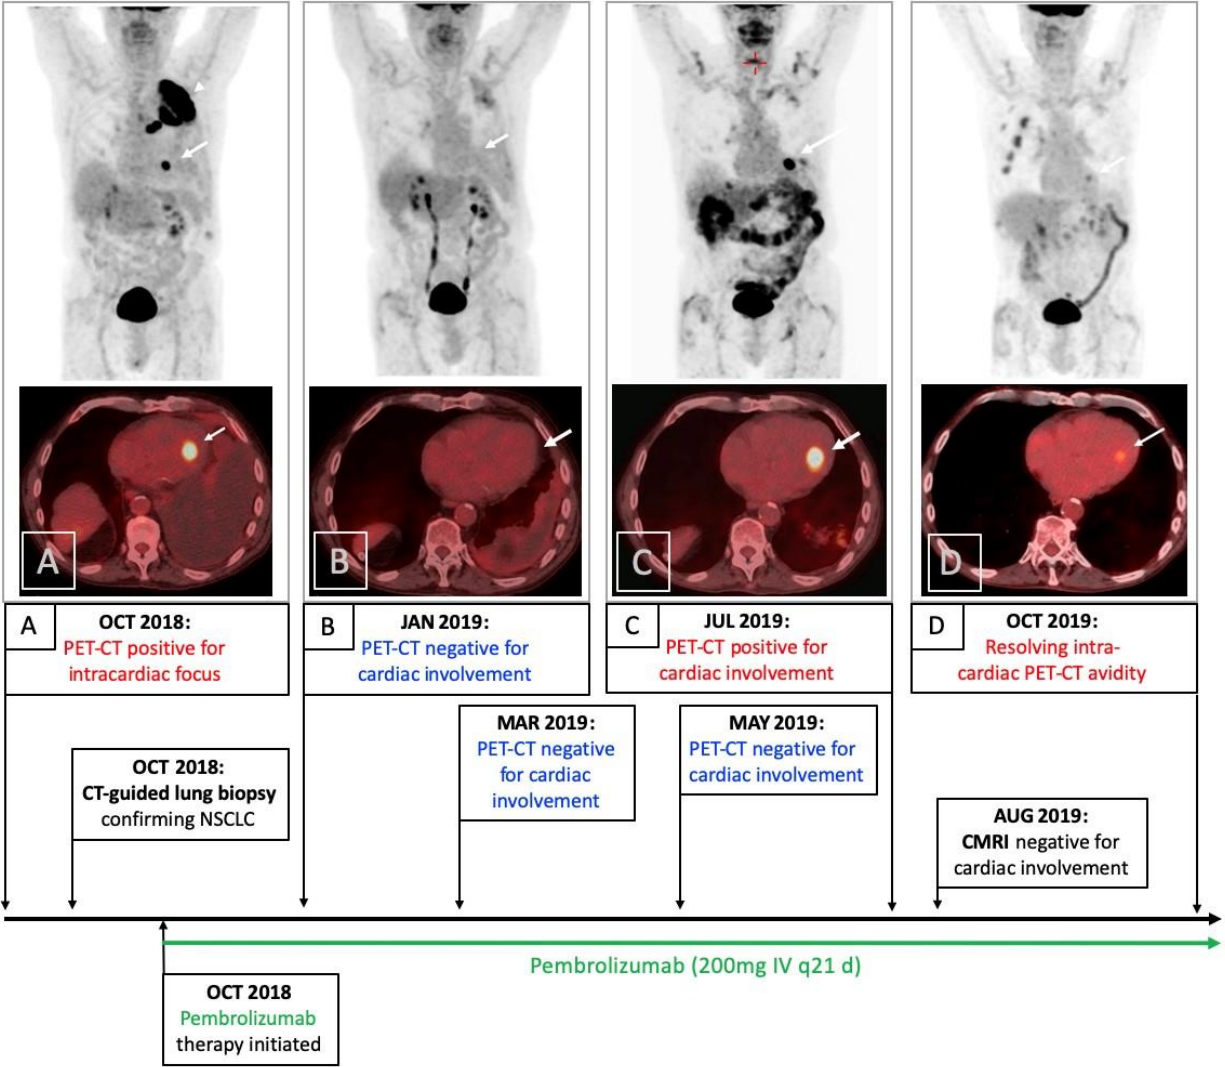 A
B
C
D
A
OCT 2018:
PET-CT positive for
intracardiac focus
B
JAN 2019:
PET-CT negative for
cardiac involvement
C
JUL 2019:
PET-CT positive for
cardiac involvement
D
OCT 2019:
Resolving intra-
cardiac PET-CT avidity
OCT 2018:
CT-guided lung biopsy
confirming NSCLC
MAR 2019:
PET-CT negative
for cardiac
involvement
MAY 2019:
PET-CT negative for
cardiac involvement
AUG 2019:
CMRI negative for
cardiac involvement
Pembrolizumab (200mg IV q21 d)
OCT 2018
Pembrolizumab
therapy initiated